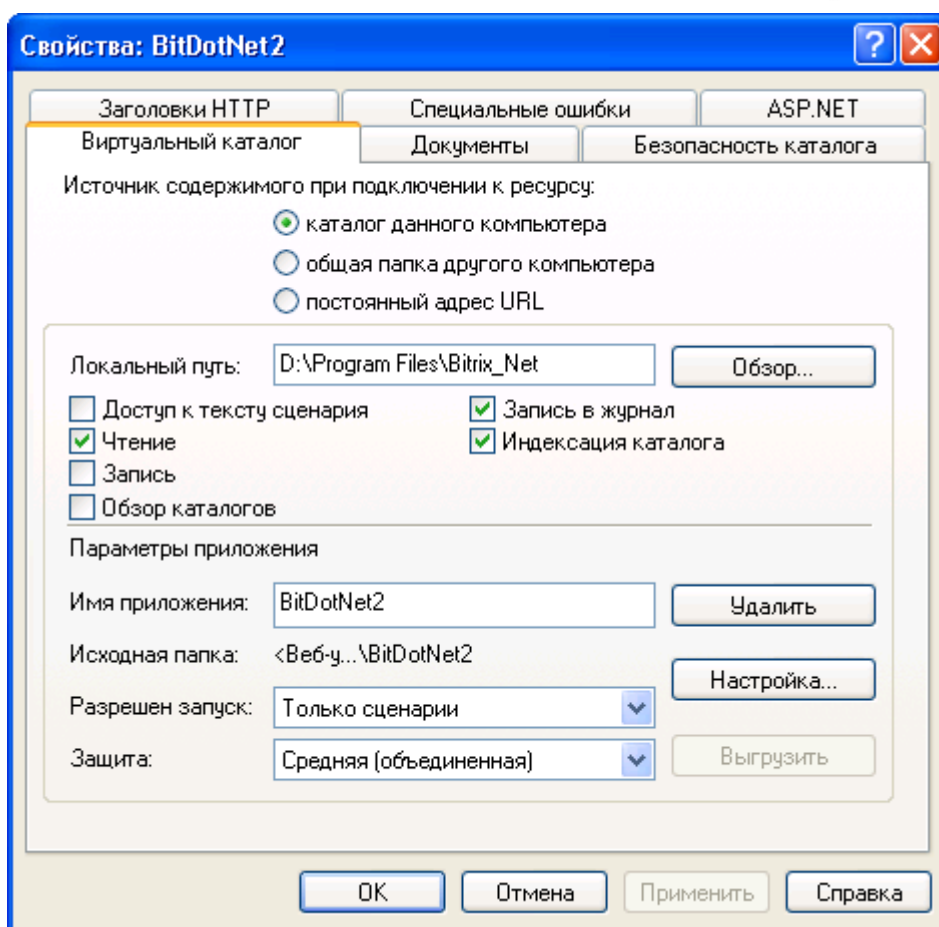 Свойства: BitDotNet2
Заголовки HTTP Специальные ошибки ASP.NET
Виртуальный каталог Документы Безопасность каталога
Источник содержимого при подключении к ресурсу:
каталог данного компьютера
общая папка другого компьютера
постоянный адрес URL
Локальный путь: D:\Program Files\Bitrix_Net Обзор...
Доступ к тексту сценария Запись в журнал
Чтение Индексация каталога
Запись
Обзор каталогов
Параметры приложения
Имя приложения: BitDotNet2 Удалить
Исходная папка: <Веб-у...\BitDotNet2
Настройка...
Разрешен запуск: Только сценарии
Защита: Средняя (объединенная) Выгрузить
OK Отмена Применить Справка